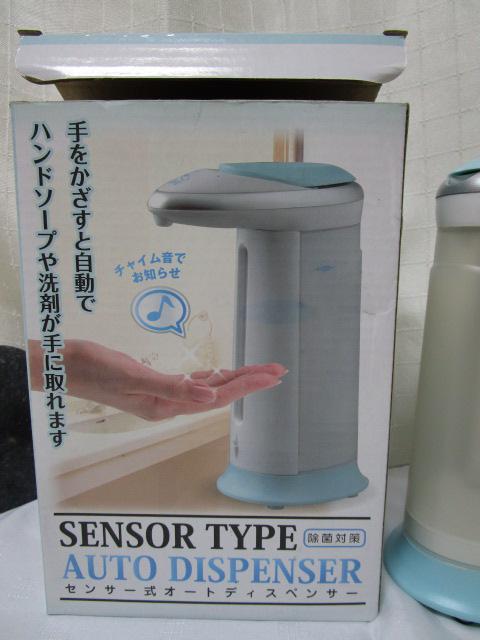 手をかざすと自動で
ハンドソープや洗剤が手に取れます
チャイム音で
お知らせ
SENSOR TYPE 除菌対策
AUTO DISPENSER
センサー式オートディスペンサー